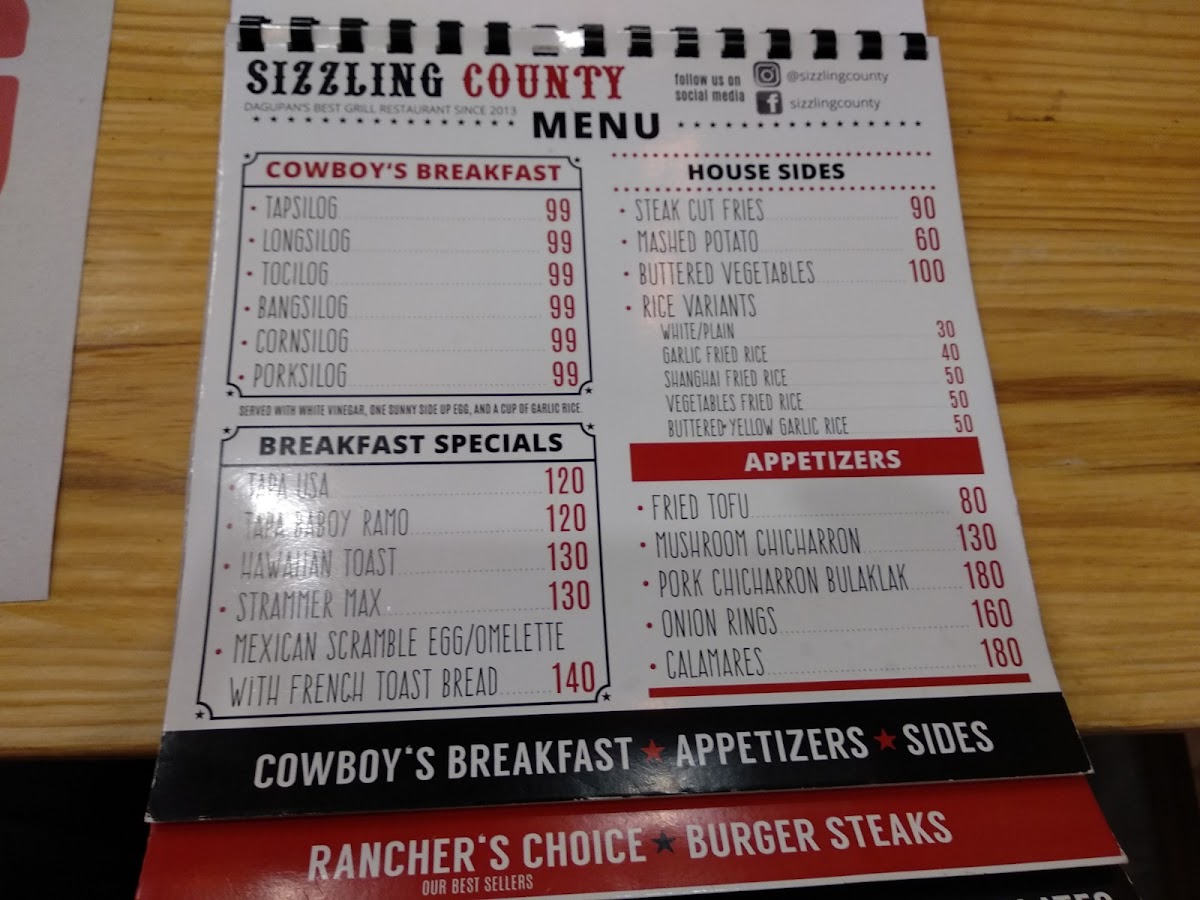 SIZZLING COUNTY
DAGUPAN'S BEST GRILL RESTAURANT SINCE 2013
follow us on
social media
@sizzlingcounty
sizzlingcounty
MENU
COWBOY'S BREAKFAST
• TAPSILOG 99
• LONGSILOG 99
• TOCILOG 99
• BANGSILOG 99
• CORNSILOG 99
• PORKSILOG 99
SERVED WITH WHITE VINEGAR, ONE SUNNY SIDE UP EGG, AND A CUP OF GARLIC RICE.
BREAKFAST SPECIALS
• TAPA USA 120
• TAPA BABOY RAMO 120
• HAWAIIAN TOAST 130
• STRAMMER MAX 130
• MEXICAN SCRAMBLE EGG/OMELETTE
WITH FRENCH TOAST BREAD 140
HOUSE SIDES
• STEAK CUT FRIES 90
• MASHED POTATO 60
• BUTTERED VEGETABLES 100
• RICE VARIANTS
WHITE/PLAIN 30
GARLIC FRIED RICE 40
SHANGHAI FRIED RICE 50
VEGETABLES FRIED RICE 50
BUTTERED YELLOW GARLIC RICE 50
APPETIZERS
• FRIED TOFU 80
• MUSHROOM CHICHARRON 130
• PORK CHICHARRON BULAKLAK 180
• ONION RINGS 160
• CALAMARES 180
COWBOY'S BREAKFAST ★ APPETIZERS ★ SIDES
RANCHER'S CHOICE ★ BURGER STEAKS
OUR BEST SELLERS